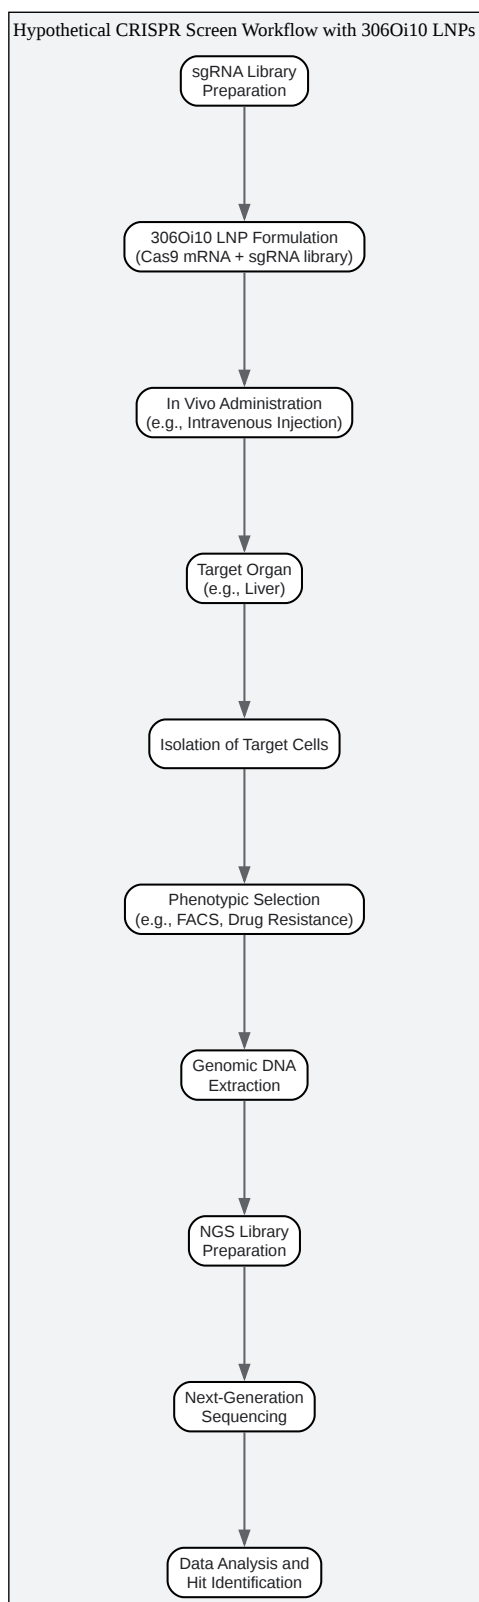 Hypothetical CRISPR Screen Workflow with 306Oi10 LNPs
sgRNA Library
Preparation
306Oi10 LNP Formulation
(Cas9 mRNA + sgRNA library)
In Vivo Administration
(e.g., Intravenous Injection)
Target Organ
(e.g., Liver)
Isolation of Target Cells
Phenotypic Selection
(e.g., FACS, Drug Resistance)
Genomic DNA
Extraction
NGS Library
Preparation
Next-Generation
Sequencing
Data Analysis and
Hit Identification